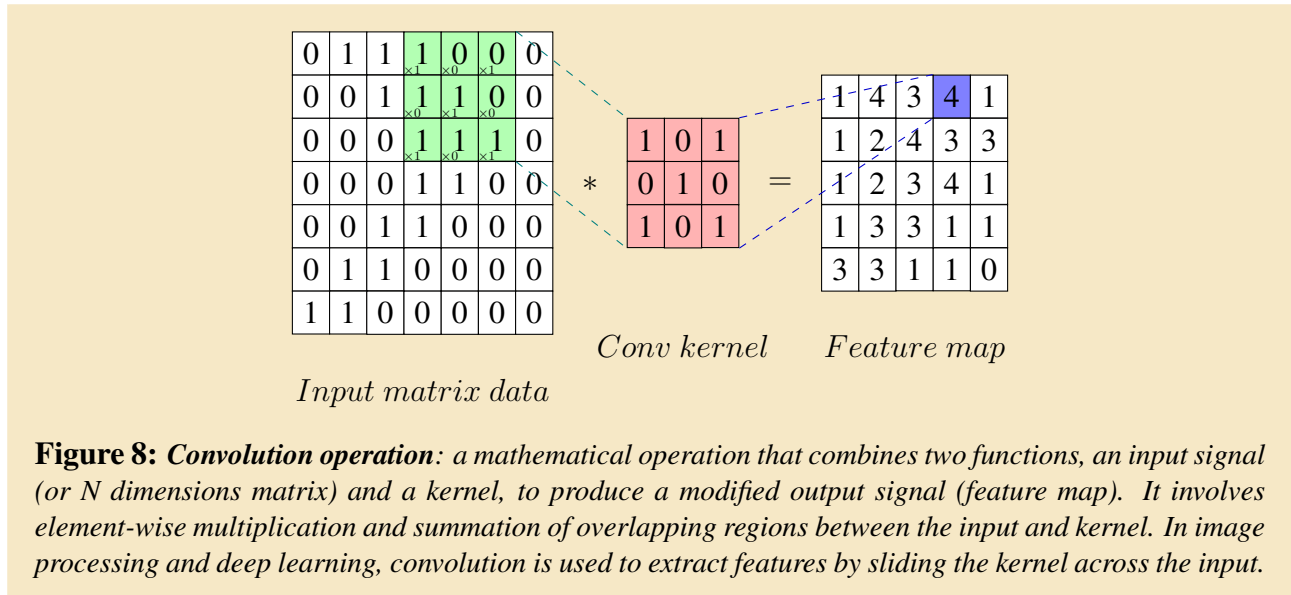 0 1 1 1 0 0 0
×1 ×0 ×1
0 0 1 1 1 0 0
×0 ×1 ×0
0 0 0 1 1 1 0
×1 ×0 ×1
0 0 0 1 1 0 0
0 0 1 1 0 0 0
0 1 1 0 0 0 0
1 1 0 0 0 0 0
Input matrix data
∗
1 0 1
0 1 0
1 0 1
Conv kernel
=
1 4 3 4 1
1 2 4 3 3
1 2 3 4 1
1 3 3 1 1
3 3 1 1 0
Feature map
Figure 8: Convolution operation: a mathematical operation that combines two functions, an input signal
(or N dimensions matrix) and a kernel, to produce a modified output signal (feature map). It involves
element-wise multiplication and summation of overlapping regions between the input and kernel. In image
processing and deep learning, convolution is used to extract features by sliding the kernel across the input.